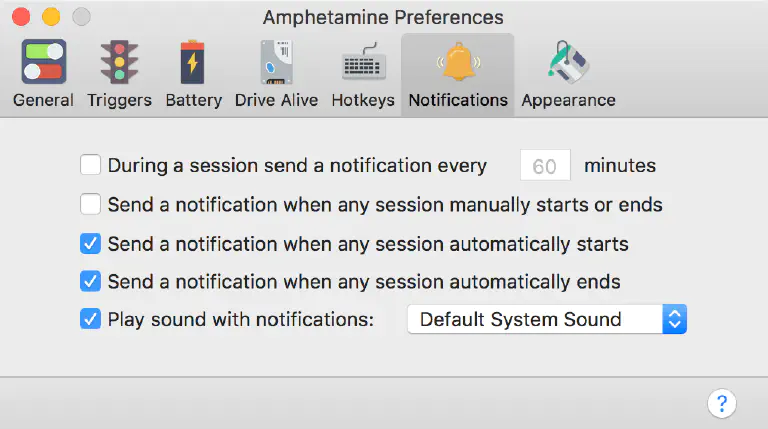 Amphetamine Preferences
General Triggers Battery Drive Alive Hotkeys Notifications Appearance
During a session send a notification every 60 minutes
Send a notification when any session manually starts or ends
Send a notification when any session automatically starts
Send a notification when any session automatically ends
Play sound with notifications: Default System Sound
?